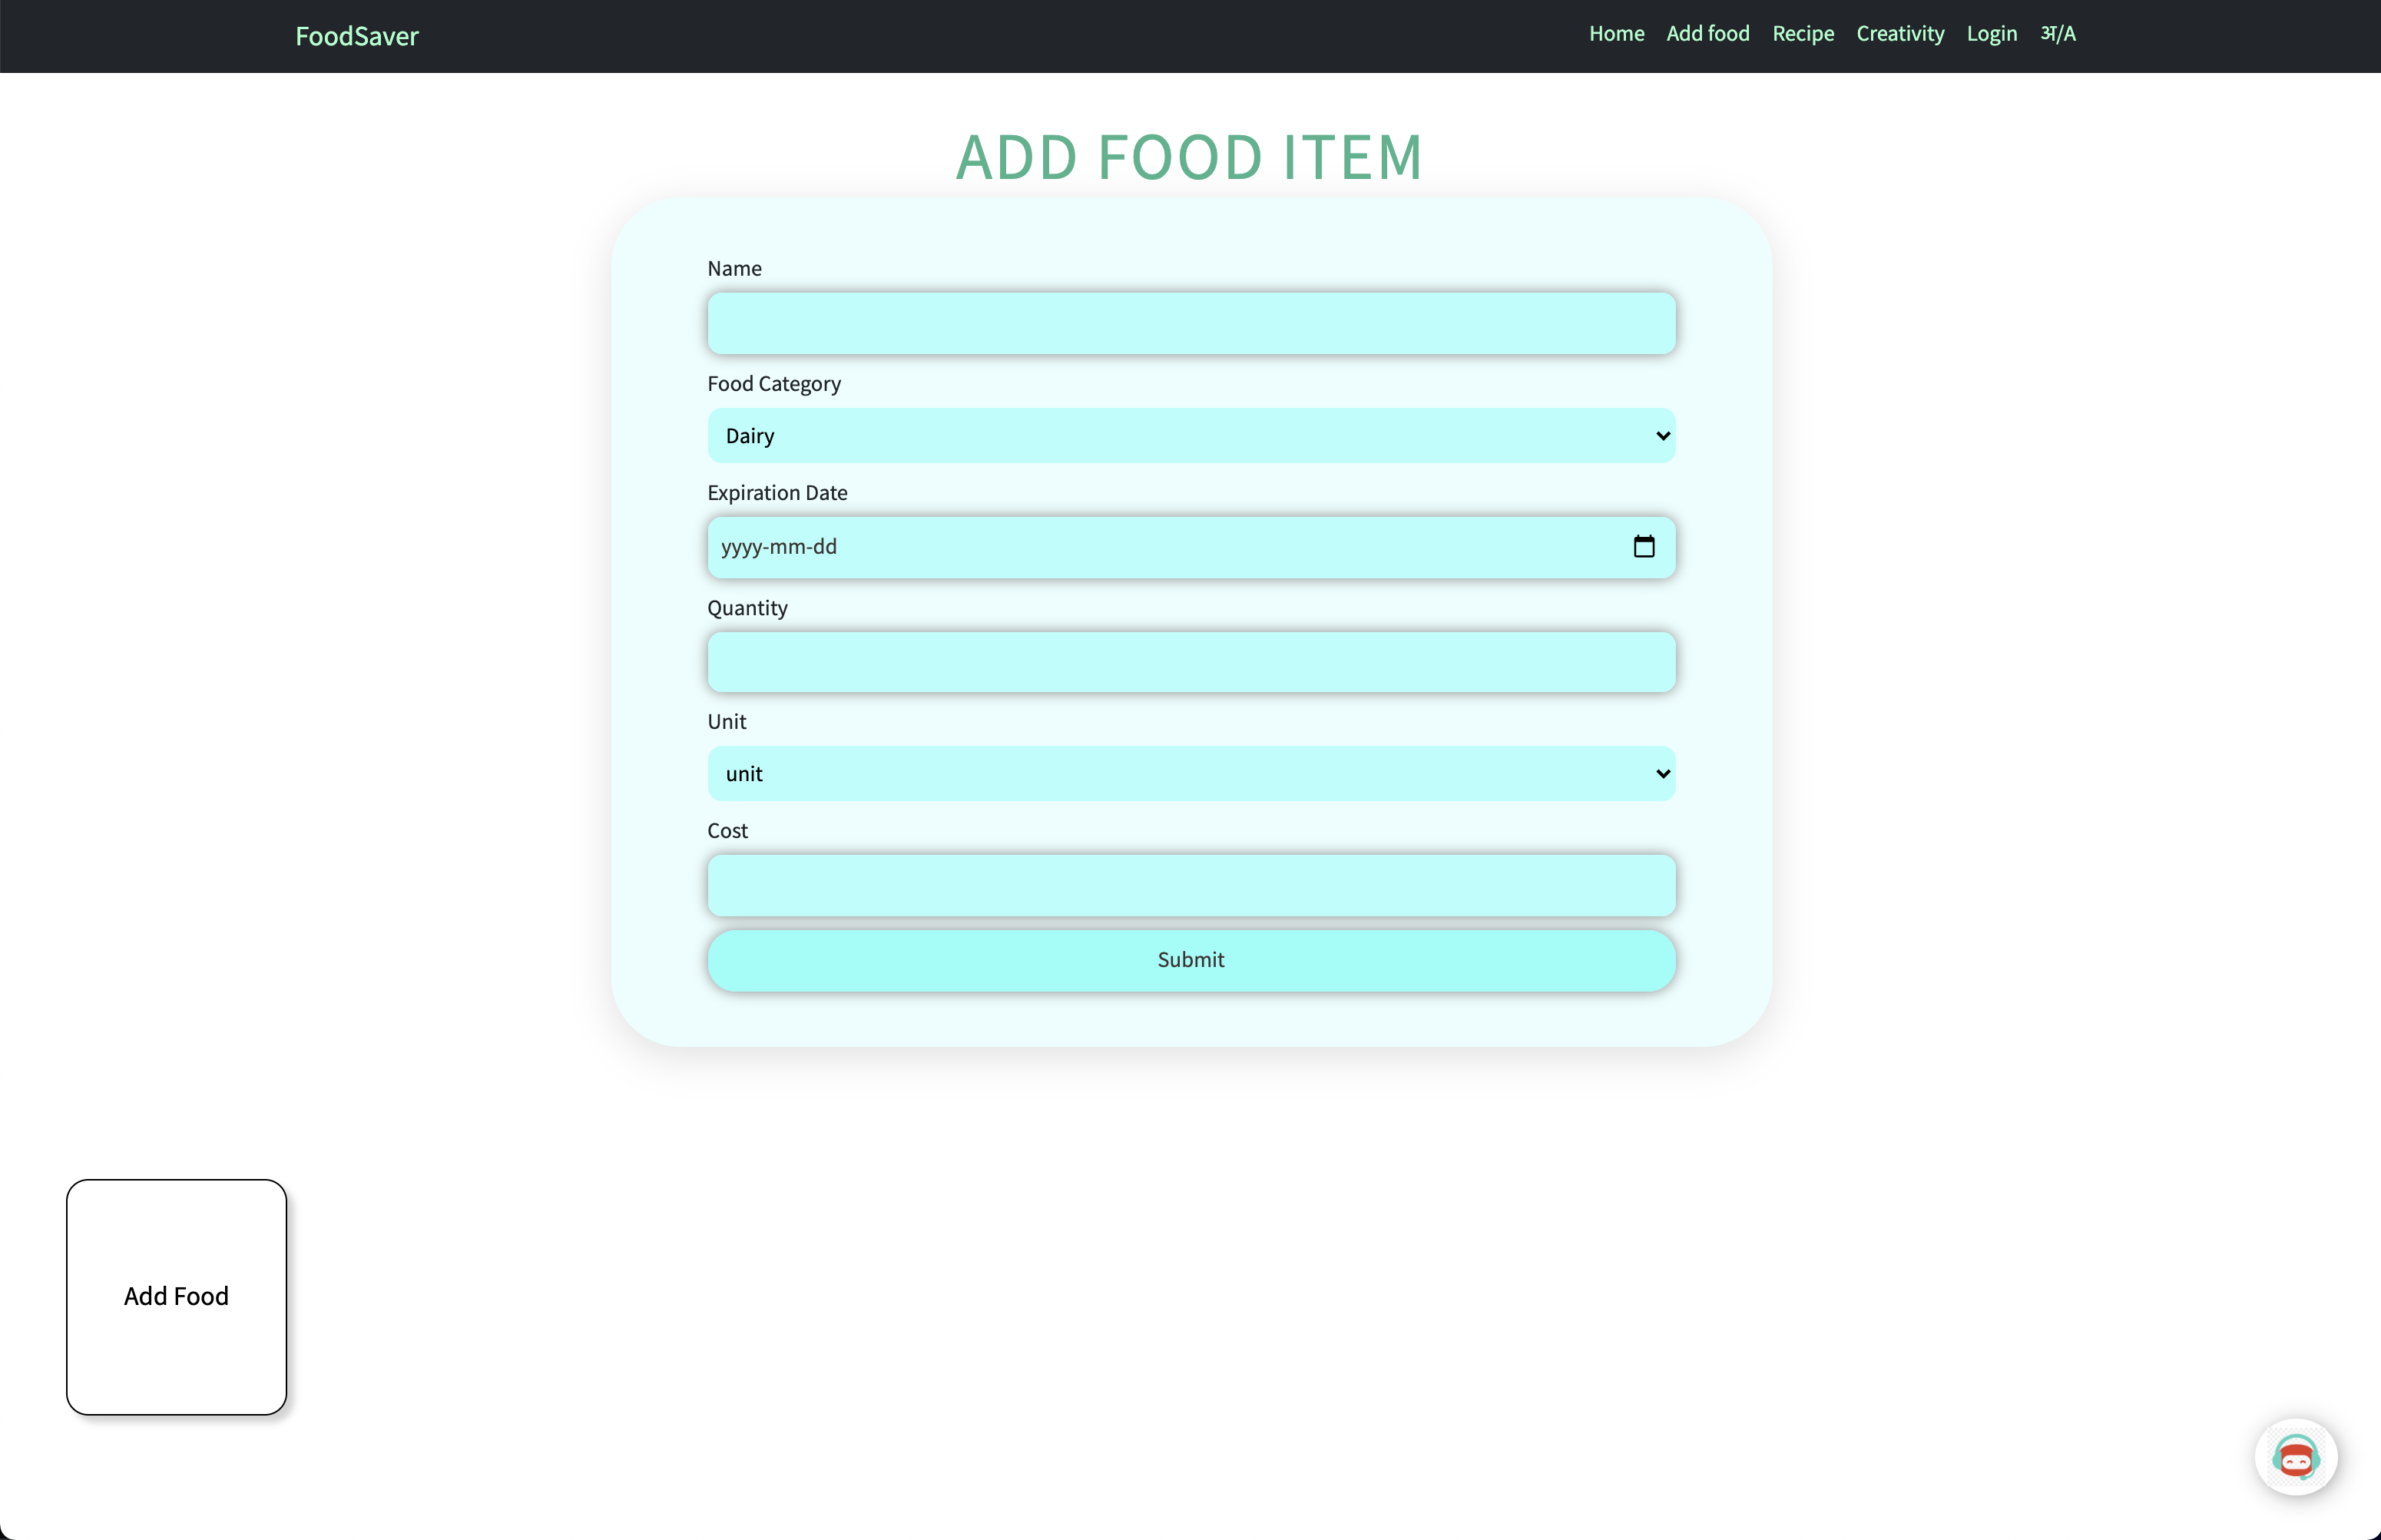 FoodSaver
Home Add food Recipe Creativity Login अ/A
ADD FOOD ITEM
Name
Food Category
Dairy
Expiration Date
yyyy-mm-dd
Quantity
Unit
unit
Cost
Submit
Add Food